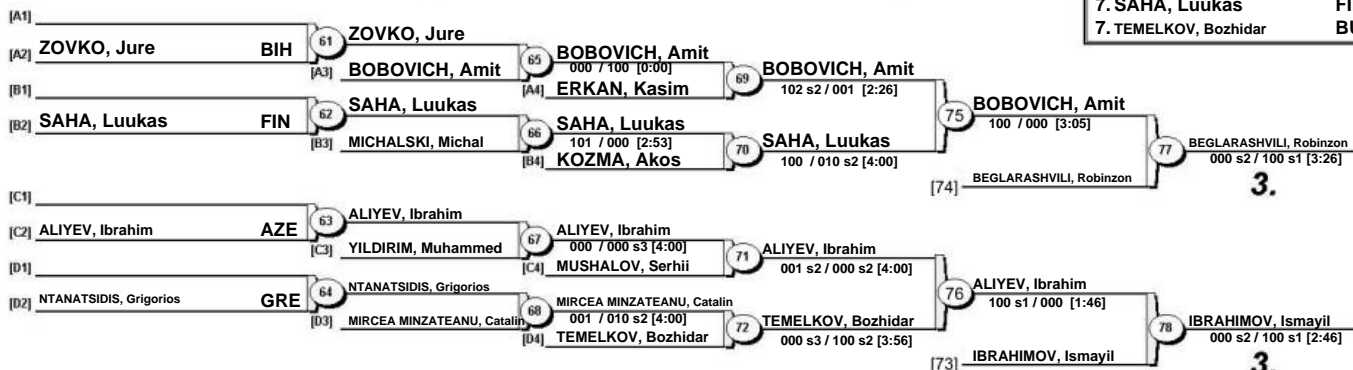 7. SAHA, Luukas FI
7. TEMELKOV, Bozhidar BU
[A1]
[A2] ZOVKO, Jure BIH
61 ZOVKO, Jure
[A3] BOBOVICH, Amit
65 BOBOVICH, Amit
000 / 100 [0:00]
[A4] ERKAN, Kasim
69 BOBOVICH, Amit
102 s2 / 001 [2:26]
[B1]
[B2] SAHA, Luukas FIN
62 SAHA, Luukas
[B3] MICHALSKI, Michal
66 SAHA, Luukas
101 / 000 [2:53]
[B4] KOZMA, Akos
70 SAHA, Luukas
100 / 010 s2 [4:00]
75 BOBOVICH, Amit
100 / 000 [3:05]
[74] BEGLARASHVILI, Robinzon
77 BEGLARASHVILI, Robinzon
000 s2 / 100 s1 [3:26]
3.
[C1]
[C2] ALIYEV, Ibrahim AZE
63 ALIYEV, Ibrahim
[C3] YILDIRIM, Muhammed
67 ALIYEV, Ibrahim
000 / 000 s3 [4:00]
[C4] MUSHALOV, Serhii
71 ALIYEV, Ibrahim
001 s2 / 000 s2 [4:00]
[D1]
[D2] NTANATSIDIS, Grigorios GRE
64 NTANATSIDIS, Grigorios
[D3] MIRCEA MINZATEANU, Catalin
68 MIRCEA MINZATEANU, Catalin
001 / 010 s2 [4:00]
[D4] TEMELKOV, Bozhidar
72 TEMELKOV, Bozhidar
000 s3 / 100 s2 [3:56]
76 ALIYEV, Ibrahim
100 s1 / 000 [1:46]
[73] IBRAHIMOV, Ismayil
78 IBRAHIMOV, Ismayil
000 s2 / 100 s1 [2:46]
3.